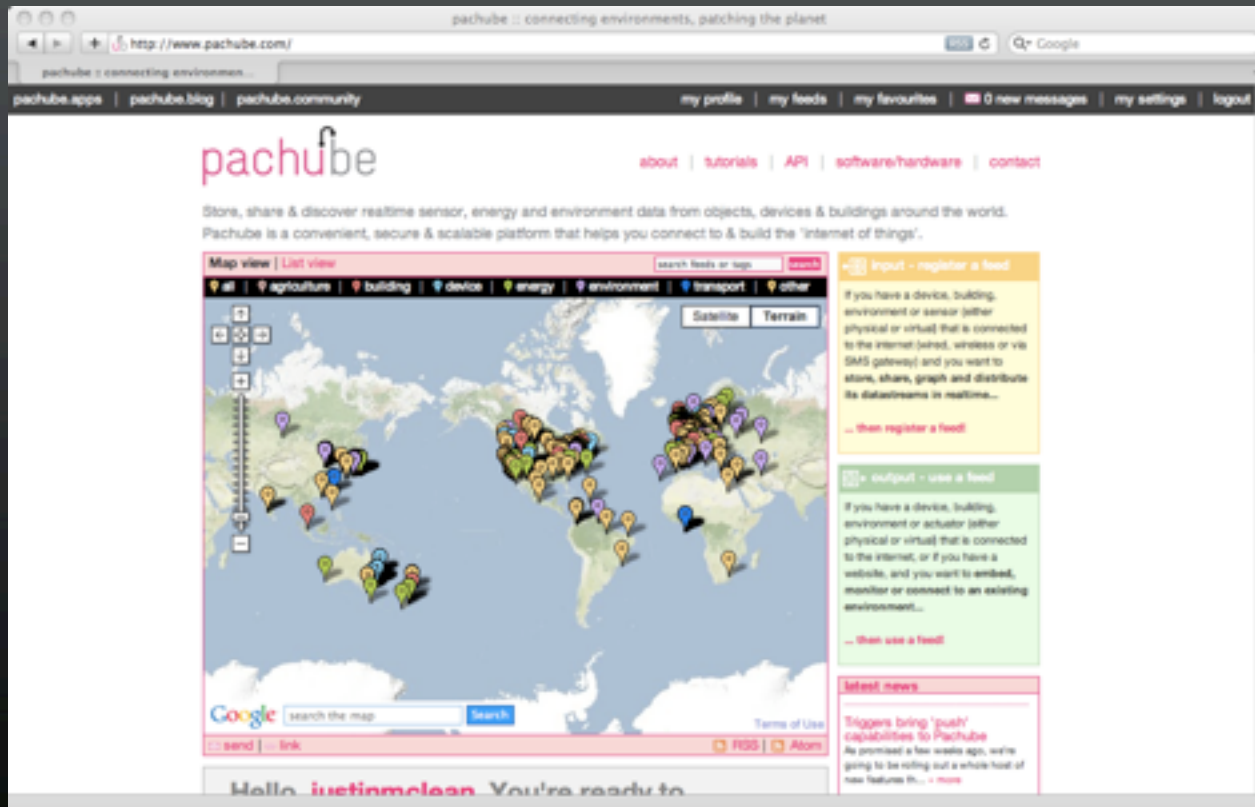 pachube :: connecting environments, patching the planet
http://www.pachube.com/
RSS
Google
pachube :: connecting environmen...
pachube.apps | pachube.blog | pachube.community
my profile | my feeds | my favourites | 0 new messages | my settings | logout
pachube
about | tutorials | API | software/hardware | contact
Store, share & discover realtime sensor, energy and environment data from objects, devices & buildings around the world.
Pachube is a convenient, secure & scalable platform that helps you connect to & build the 'internet of things'.
Map view | List view
search feeds or tags
search
all | agriculture | building | device | energy | environment | transport | other
Satellite
Terrain
Google
search the map
Search
Terms of Use
send | link
RSS | Atom
Hello, justinmclean. You're ready to
input - register a feed
If you have a device, building,
environment or sensor (either
physical or virtual) that is connected
to the internet (wired, wireless or via
SMS gateway) and you want to
store, share, graph and distribute
its datastreams in realtime...
... then register a feed!
output - use a feed
If you have a device, building,
environment or actuator (either
physical or virtual) that is connected
to the internet, or if you have a
website, and you want to embed,
monitor or connect to an existing
environment...
... then use a feed!
latest news
Triggers bring 'push'
capabilities to Pachube
As promised a few weeks ago, we're
going to be rolling out a whole host of
new features th... » more